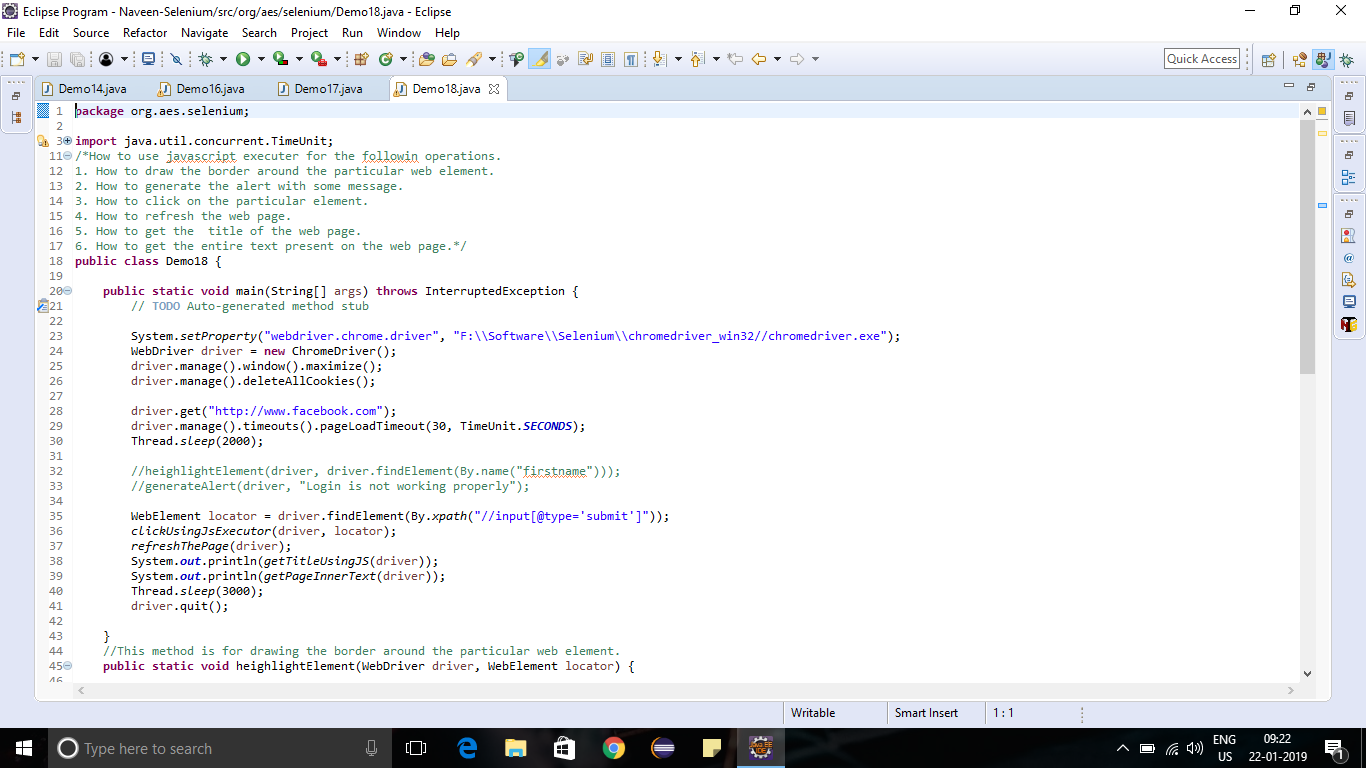 Eclipse Program - Naveen-Selenium/src/org/aes/selenium/Demo18.java - Eclipse
File Edit Source Refactor Navigate Search Project Run Window Help
Quick Access
Demo14.java Demo16.java Demo17.java Demo18.java
1 package org.aes.selenium;
2
3 import java.util.concurrent.TimeUnit;
11 /*How to use javascript executer for the followin operations.
12 1. How to draw the border around the particular web element.
13 2. How to generate the alert with some message.
14 3. How to click on the particular element.
15 4. How to refresh the web page.
16 5. How to get the  title of the web page.
17 6. How to get the entire text present on the web page.*/
18 public class Demo18 {
19
20     public static void main(String[] args) throws InterruptedException {
21         // TODO Auto-generated method stub
22
23         System.setProperty("webdriver.chrome.driver", "F:\\Software\\Selenium\\chromedriver_win32//chromedriver.exe");
24         WebDriver driver = new ChromeDriver();
25         driver.manage().window().maximize();
26         driver.manage().deleteAllCookies();
27
28         driver.get("http://www.facebook.com");
29         driver.manage().timeouts().pageLoadTimeout(30, TimeUnit.SECONDS);
30         Thread.sleep(2000);
31
32         //heighlightElement(driver, driver.findElement(By.name("firstname")));
33         //generateAlert(driver, "Login is not working properly");
34
35         WebElement locator = driver.findElement(By.xpath("//input[@type='submit']"));
36         clickUsingJsExecutor(driver, locator);
37         refreshThePage(driver);
38         System.out.println(getTitleUsingJS(driver));
39         System.out.println(getPageInnerText(driver));
40         Thread.sleep(3000);
41         driver.quit();
42
43     }
44     //This method is for drawing the border around the particular web element.
45     public static void heighlightElement(WebDriver driver, WebElement locator) {
46
Writable Smart Insert 1 : 1
Type here to search
ENG
US
09:22
22-01-2019
1